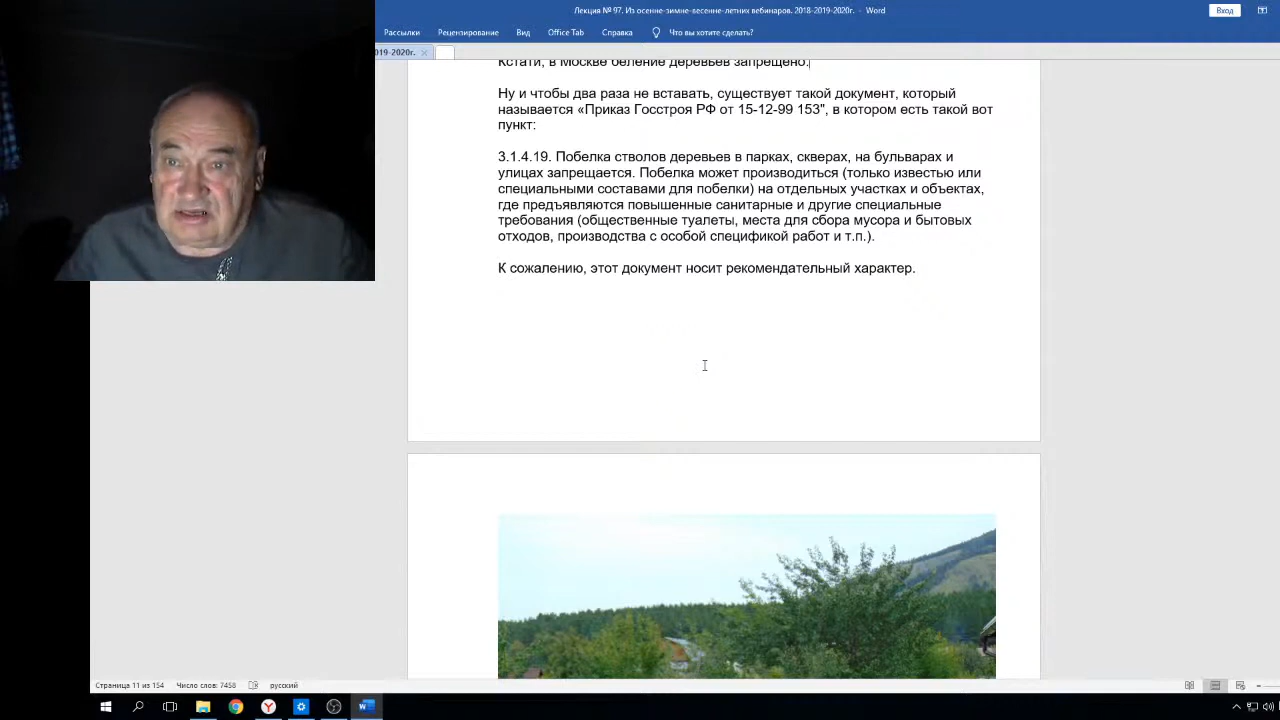 Лекция № 97. Из осенне-зимне-весенне-летних вебинаров. 2018-2019-2020г. - Word
Вход
Рассылки Рецензирование Вид Office Tab Справка Что вы хотите сделать?
019-2020г.
Кстати, в Москве беление деревьев запрещено.
Ну и чтобы два раза не вставать, существует такой документ, который
называется «Приказ Госстроя РФ от 15-12-99 153", в котором есть такой вот
пункт:
3.1.4.19. Побелка стволов деревьев в парках, скверах, на бульварах и
улицах запрещается. Побелка может производиться (только известью или
специальными составами для побелки) на отдельных участках и объектах,
где предъявляются повышенные санитарные и другие специальные
требования (общественные туалеты, места для сбора мусора и бытовых
отходов, производства с особой спецификой работ и т.п.).
К сожалению, этот документ носит рекомендательный характер.
Страница 11 из 154 Число слов: 7458 русский